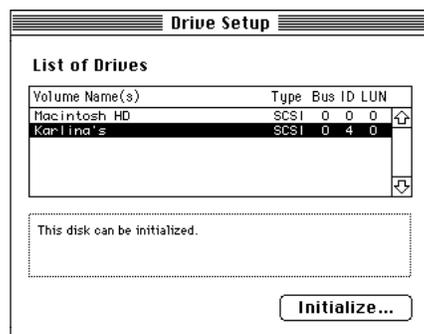 Drive Setup
List of Drives
Volume Name(s) Type Bus ID LUN
Macintosh HD SCSI 0 0 0
Karlina's SCSI 0 4 0
This disk can be initialized.
Initialize...